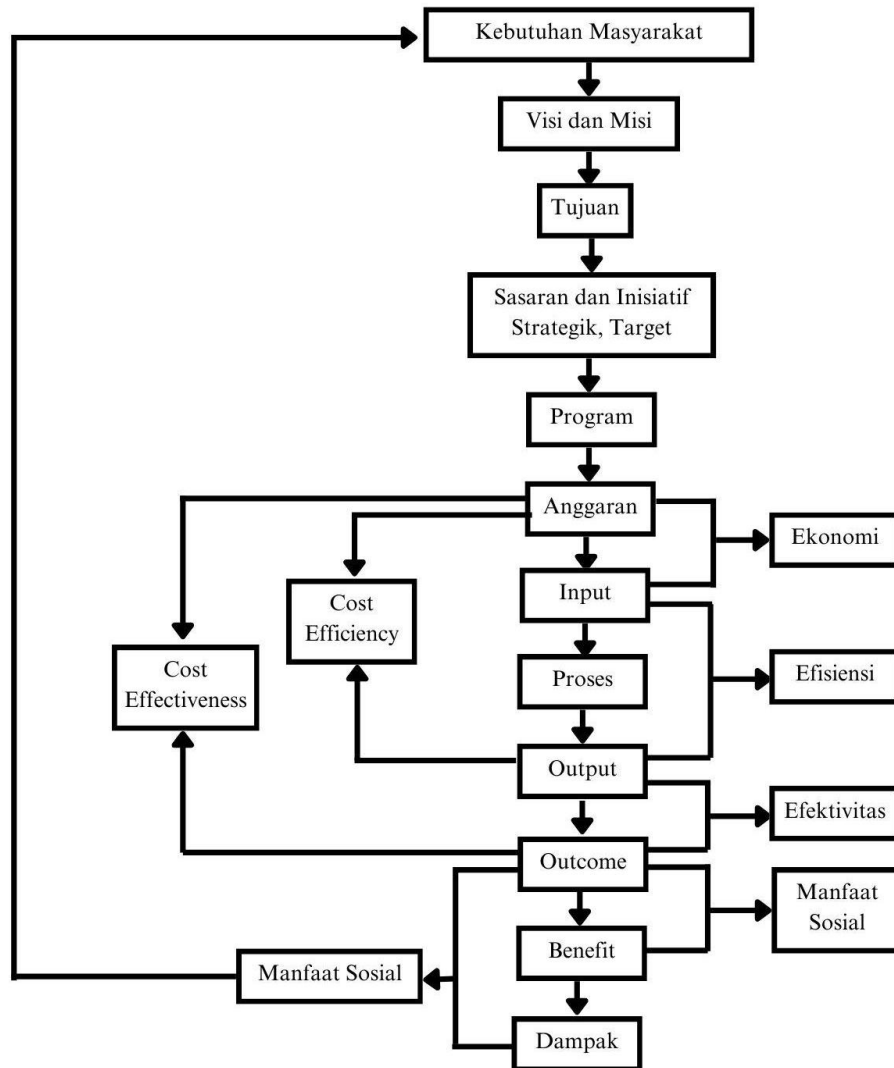 Kebutuhan Masyarakat
Visi dan Misi
Tujuan
Sasaran dan Inisiatif
Strategik, Target
Program
Anggaran
Ekonomi
Input
Cost
Efficiency
Cost
Effectiveness
Proses
Efisiensi
Output
Efektivitas
Outcome
Manfaat
Sosial
Benefit
Manfaat Sosial
Dampak